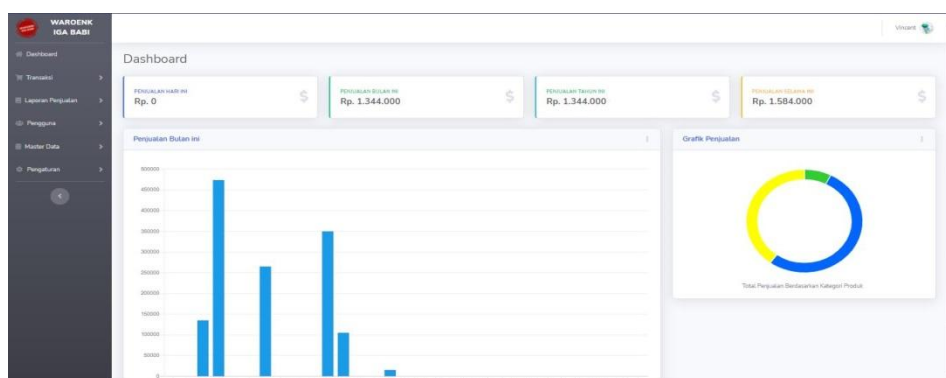 WAROENK
IGA BABI
Vincent
Dashboard
Transaksi
Laporan Penjualan
Pengguna
Master Data
Pengaturan
Dashboard
PENJUALAN HARI INI
Rp. 0
PENJUALAN BULAN INI
Rp. 1.344.000
PENJUALAN TAHUN INI
Rp. 1.344.000
PENJUALAN SELAMA INI
Rp. 1.584.000
Penjualan Bulan ini
500000
450000
400000
350000
300000
250000
200000
150000
100000
50000
0
Grafik Penjualan
Total Penjualan Berdasarkan Kategori Produk